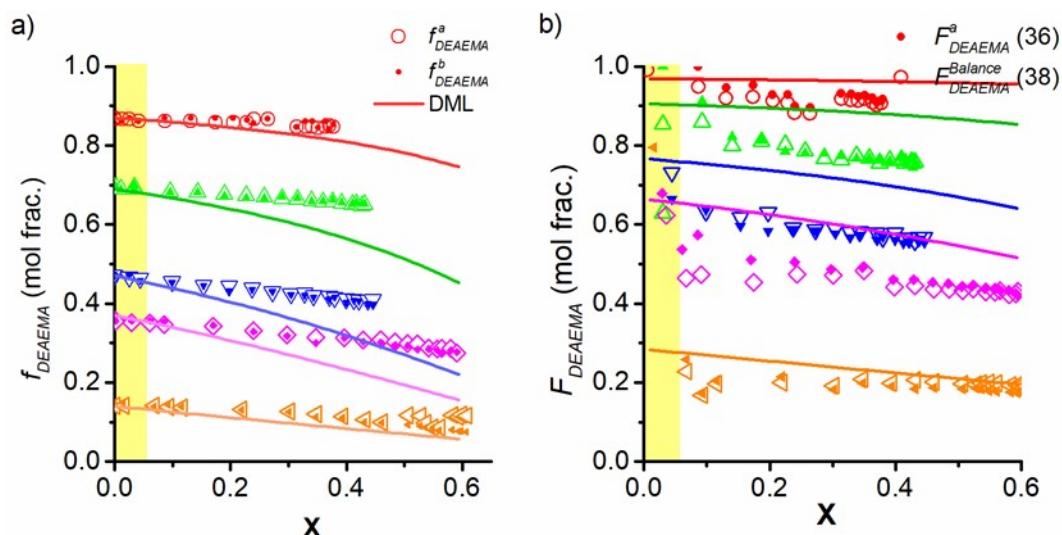 a)
f^a_DEAEMA
f^b_DEAEMA
DML
1.0
0.8
0.6
0.4
0.2
0.0
f_DEAEMA (mol frac.)
0.0 0.2 0.4 0.6
X
b)
F^a_DEAEMA (36)
F^Balance_DEAEMA (38)
1.0
0.8
0.6
0.4
0.2
0.0
F_DEAEMA (mol frac.)
0.0 0.2 0.4 0.6
X